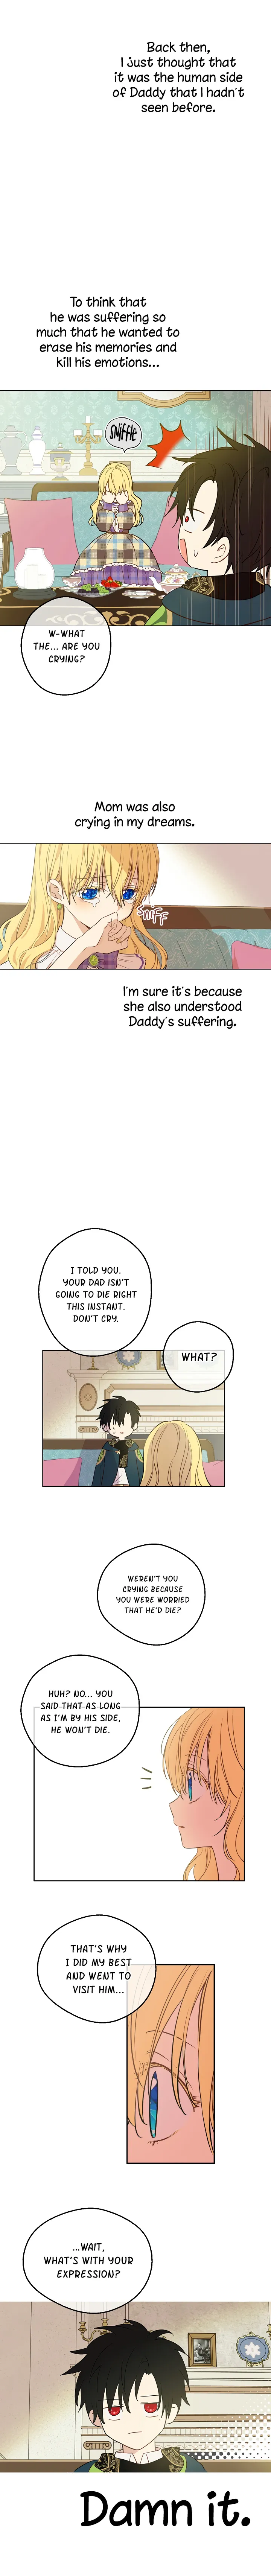 Back then,
I just thought that
it was the human side
of Daddy that I hadn't
seen before.
To think that
he was suffering so
much that he wanted to
erase his memories and
kill his emotions...
SNIFFLE
W-WHAT
THE... ARE YOU
CRYING?
Mom was also
crying in my dreams.
SNIFF
I'm sure it's because
she also understood
Daddy's suffering.
I TOLD YOU.
YOUR DAD ISN'T
GOING TO DIE RIGHT
THIS INSTANT.
DON'T CRY.
WHAT?
WEREN'T YOU
CRYING BECAUSE
YOU WERE WORRIED
THAT HE'D DIE?
HUH? NO... YOU
SAID THAT AS LONG
AS I'M BY HIS SIDE,
HE WON'T DIE.
THAT'S WHY
I DID MY BEST
AND WENT TO
VISIT HIM...
...WAIT,
WHAT'S WITH YOUR
EXPRESSION?
Damn it.